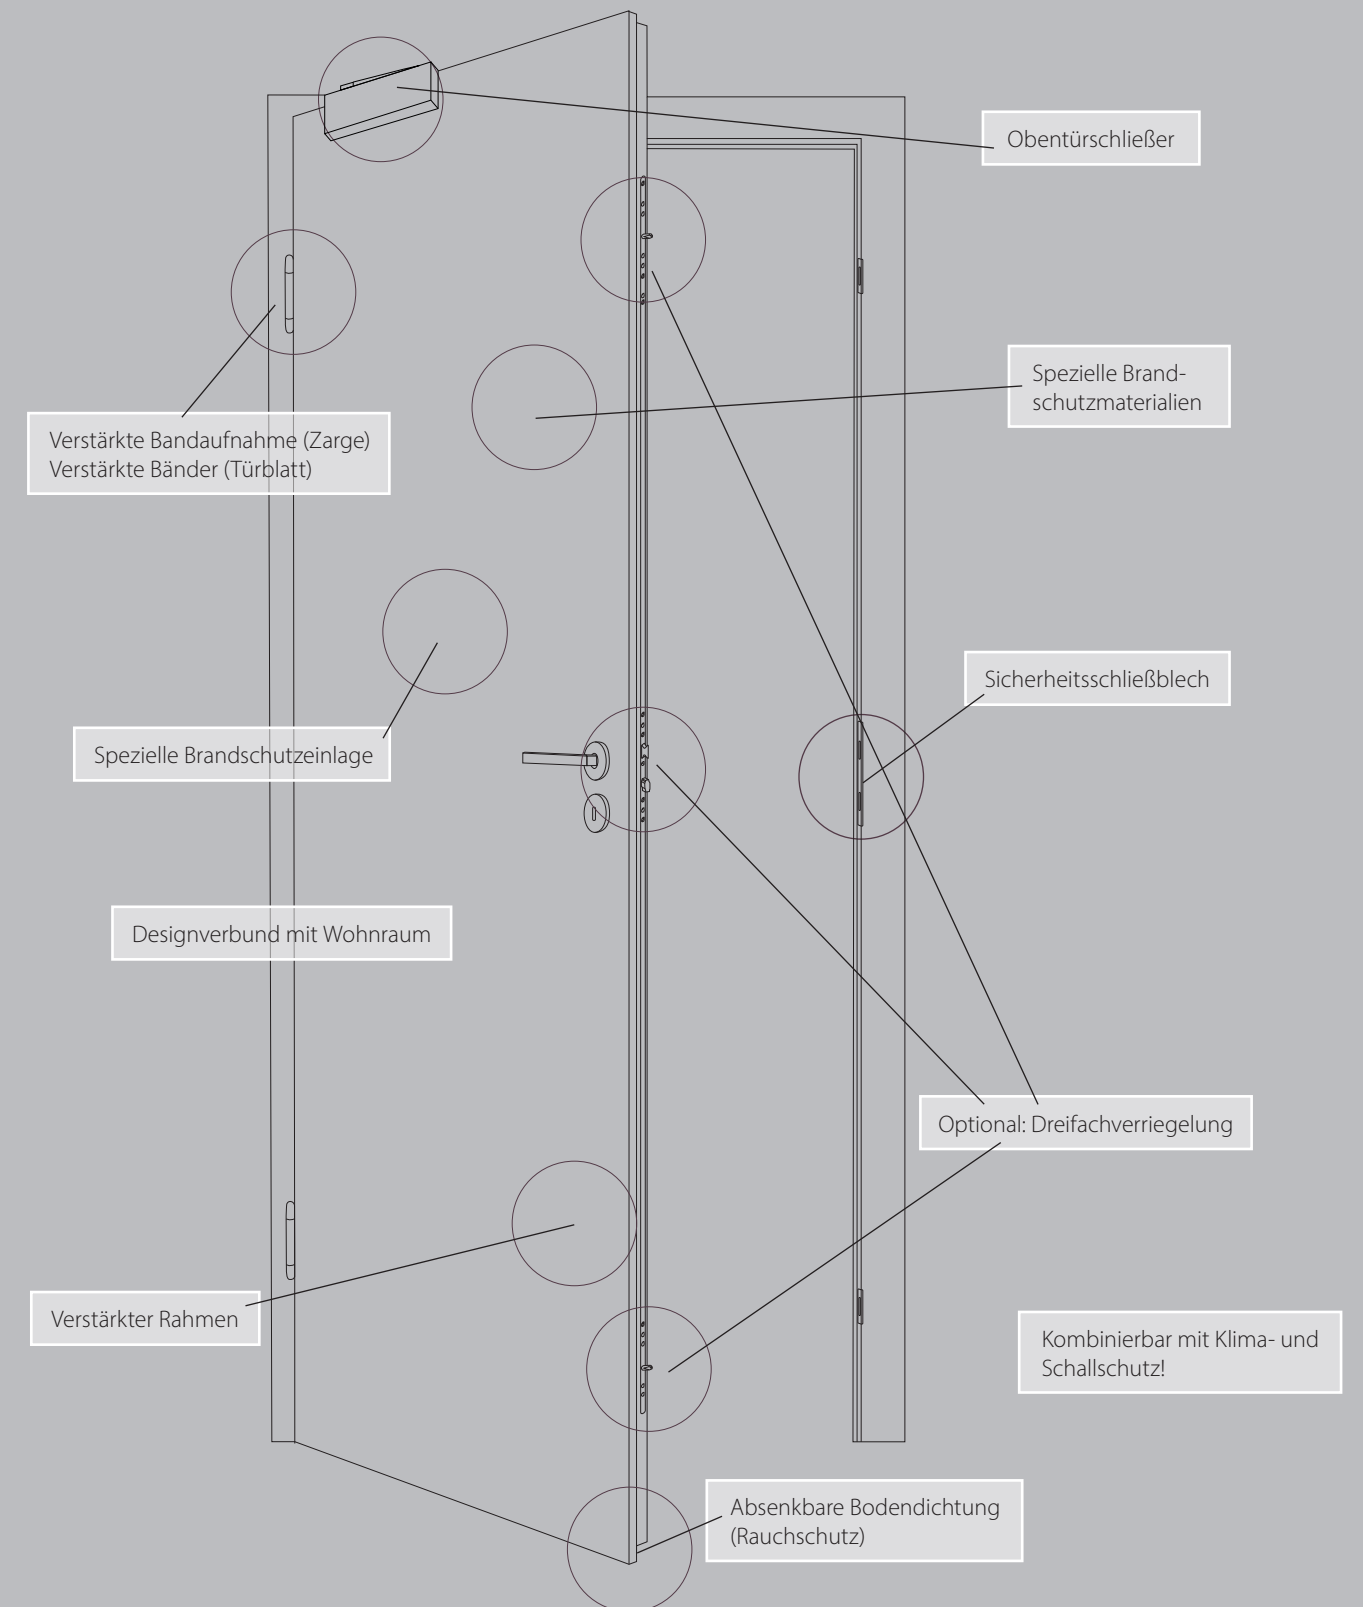 Obentürschließer
Spezielle Brand-
schutzmaterialien
Verstärkte Bandaufnahme (Zarge)
Verstärkte Bänder (Türblatt)
Sicherheitsschließblech
Spezielle Brandschutzeinlage
Designverbund mit Wohnraum
Optional: Dreifachverriegelung
Verstärkter Rahmen
Kombinierbar mit Klima- und
Schallschutz!
Absenkbare Bodendichtung
(Rauchschutz)